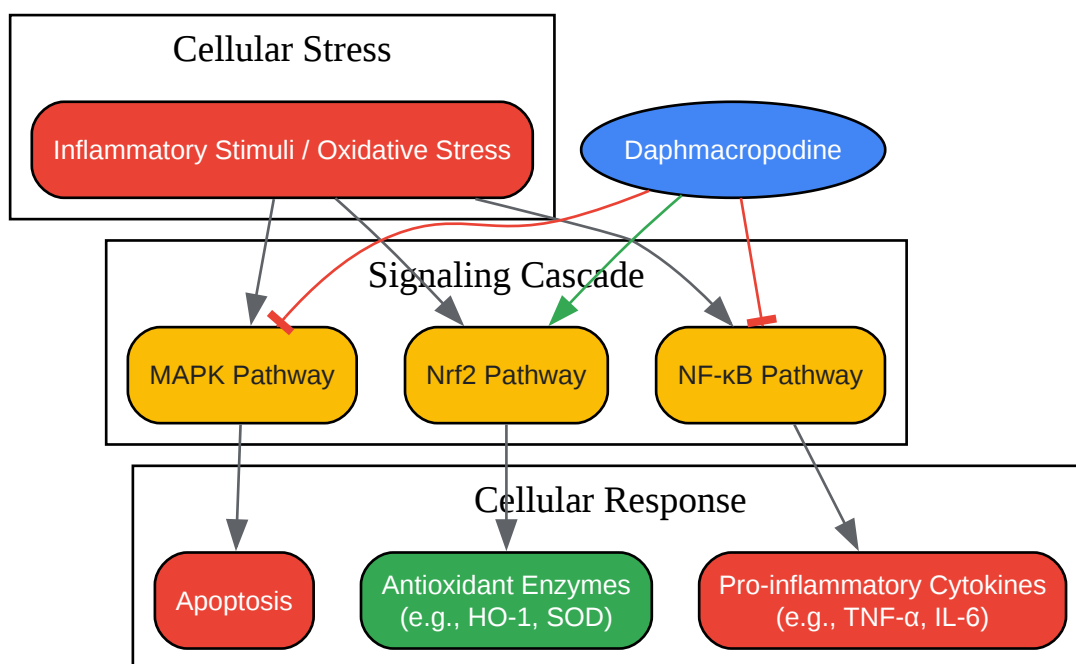 Cellular Stress
Inflammatory Stimuli / Oxidative Stress
Daphmacropodine
Signaling Cascade
MAPK Pathway
Nrf2 Pathway
NF-κB Pathway
Cellular Response
Apoptosis
Antioxidant Enzymes
(e.g., HO-1, SOD)
Pro-inflammatory Cytokines
(e.g., TNF-α, IL-6)